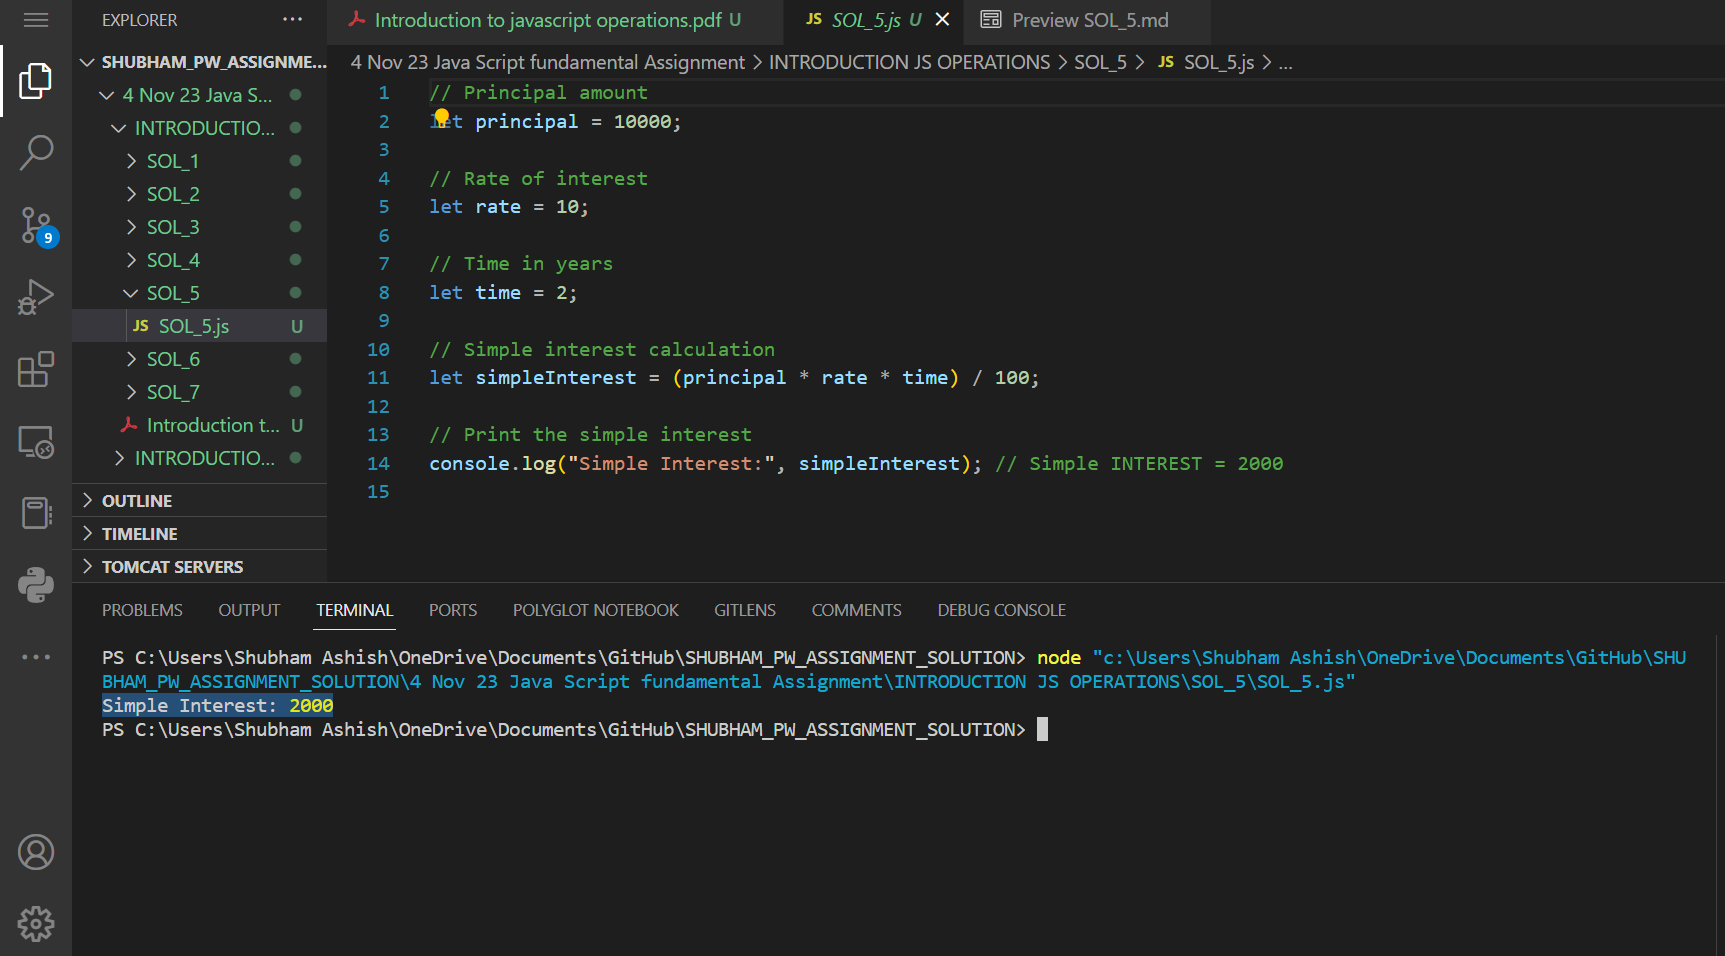 EXPLORER ...
Introduction to javascript operations.pdf U
JS SOL_5.js U
Preview SOL_5.md
SHUBHAM_PW_ASSIGNME...
4 Nov 23 Java S...
INTRODUCTIO...
SOL_1
SOL_2
SOL_3
SOL_4
SOL_5
JS SOL_5.js U
SOL_6
SOL_7
Introduction t... U
INTRODUCTIO...
OUTLINE
TIMELINE
TOMCAT SERVERS
9
4 Nov 23 Java Script fundamental Assignment > INTRODUCTION JS OPERATIONS > SOL_5 > JS SOL_5.js > ...
1 // Principal amount
2 let principal = 10000;
3
4 // Rate of interest
5 let rate = 10;
6
7 // Time in years
8 let time = 2;
9
10 // Simple interest calculation
11 let simpleInterest = (principal * rate * time) / 100;
12
13 // Print the simple interest
14 console.log("Simple Interest:", simpleInterest); // Simple INTEREST = 2000
15
PROBLEMS OUTPUT TERMINAL PORTS POLYGLOT NOTEBOOK GITLENS COMMENTS DEBUG CONSOLE
PS C:\Users\Shubham Ashish\OneDrive\Documents\GitHub\SHUBHAM_PW_ASSIGNMENT_SOLUTION> node "c:\Users\Shubham Ashish\OneDrive\Documents\GitHub\SHU
BHAM_PW_ASSIGNMENT_SOLUTION\4 Nov 23 Java Script fundamental Assignment\INTRODUCTION JS OPERATIONS\SOL_5\SOL_5.js"
Simple Interest: 2000
PS C:\Users\Shubham Ashish\OneDrive\Documents\GitHub\SHUBHAM_PW_ASSIGNMENT_SOLUTION>